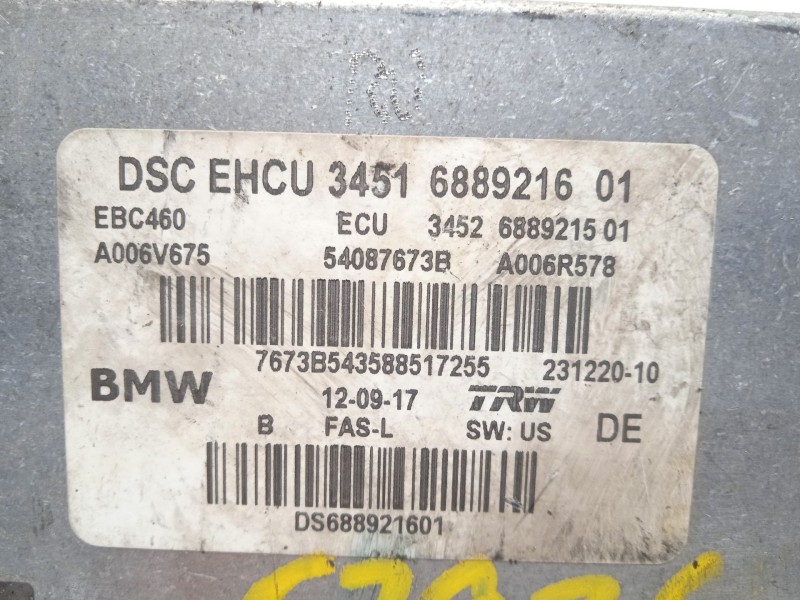 DSC EHCU 3451 6889216 01
EBC460 ECU 3452 6889215 01
A006V675 54087673B A006R578
7673B543588517255 231220-10
BMW 12-09-17 TRW
B FAS-L SW: US DE
DS688921601